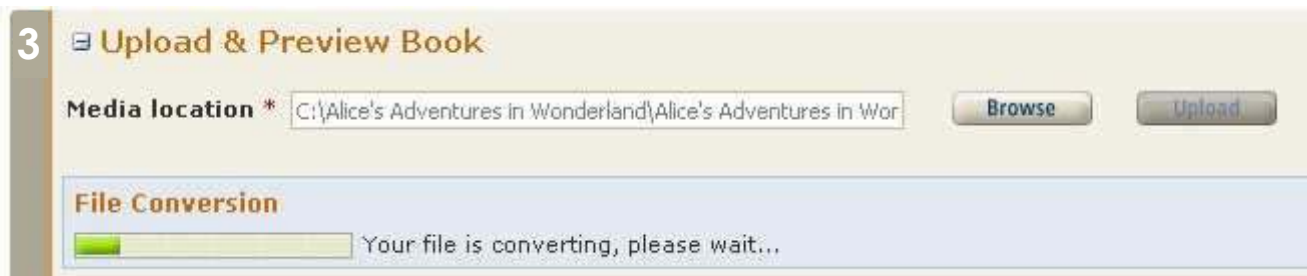 3 Upload & Preview Book
Media location * C:\Alice's Adventures in Wonderland\Alice's Adventures in Wor Browse Upload
File Conversion
Your file is converting, please wait...